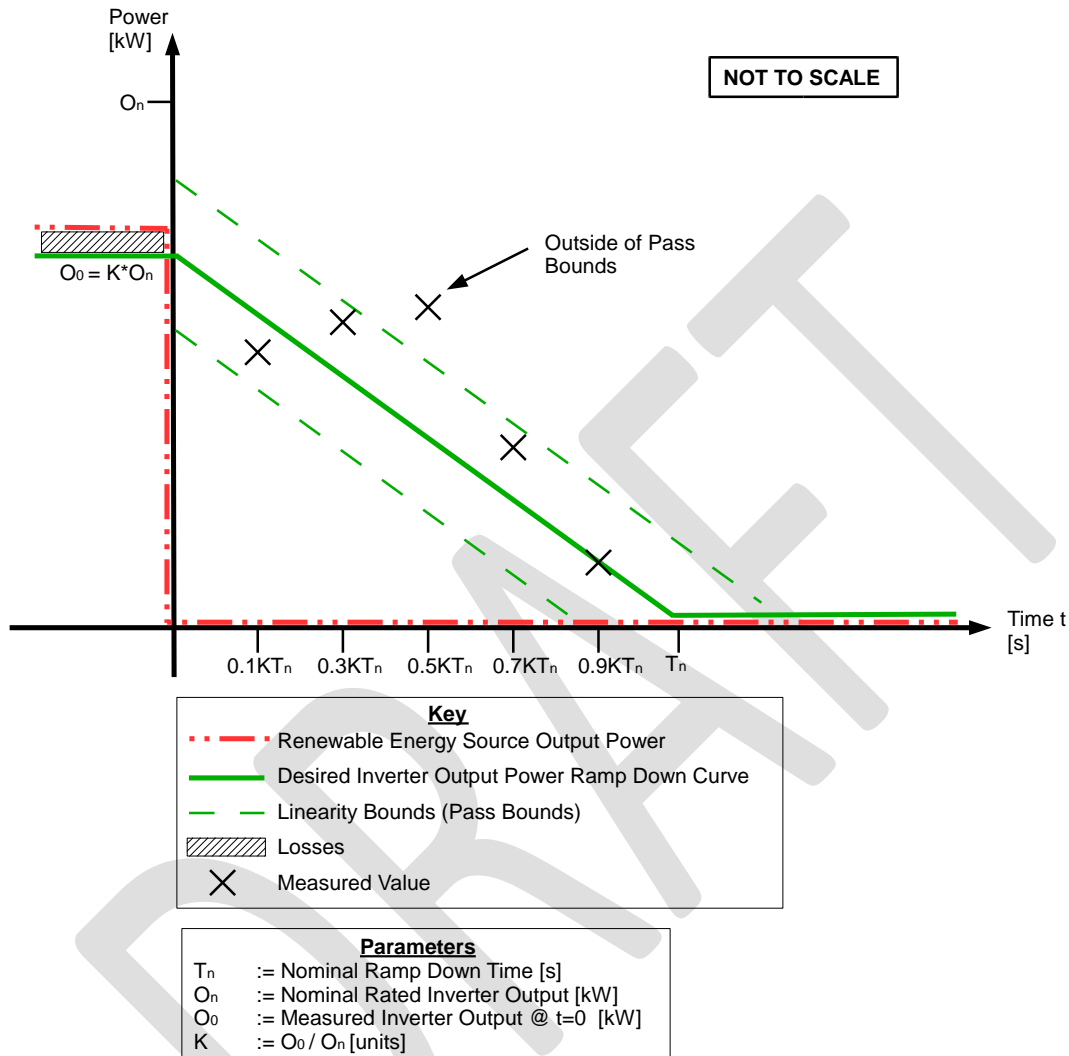 Power
[kW]
NOT TO SCALE
On
Outside of Pass
Bounds
O0 = K*On
Time t
[s]
0.1KTn 0.3KTn 0.5KTn 0.7KTn 0.9KTn Tn
Key
Renewable Energy Source Output Power
Desired Inverter Output Power Ramp Down Curve
Linearity Bounds (Pass Bounds)
Losses
Measured Value
Parameters
Tn := Nominal Ramp Down Time [s]
On := Nominal Rated Inverter Output [kW]
O0 := Measured Inverter Output @ t=0 [kW]
K := O0 / On [units]
DRAFT